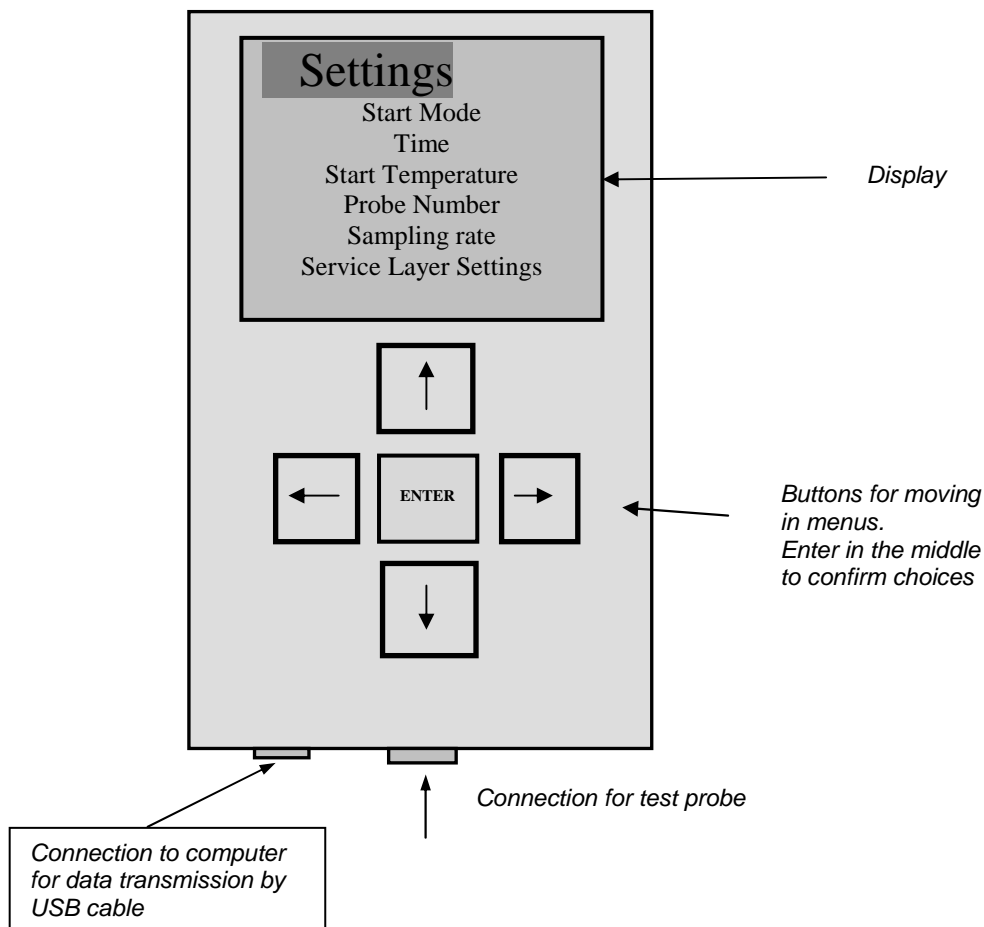 Settings
Start Mode
Time
Start Temperature
Probe Number
Sampling rate
Service Layer Settings
Display
ENTER
Buttons for moving
in menus.
Enter in the middle
to confirm choices
Connection for test probe
Connection to computer
for data transmission by
USB cable